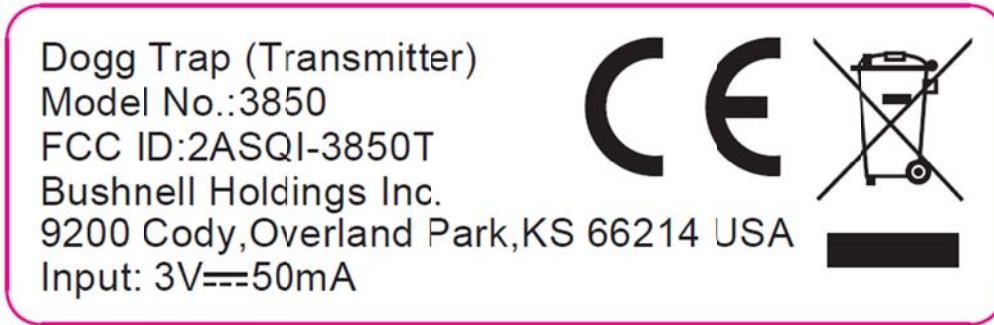 Dogg Trap (Transmitter)
Model No.:3850
FCC ID:2ASQI-3850T
Bushnell Holdings Inc.
9200 Cody,Overland Park,KS 66214 USA
Input: 3V⎓50mA
CE